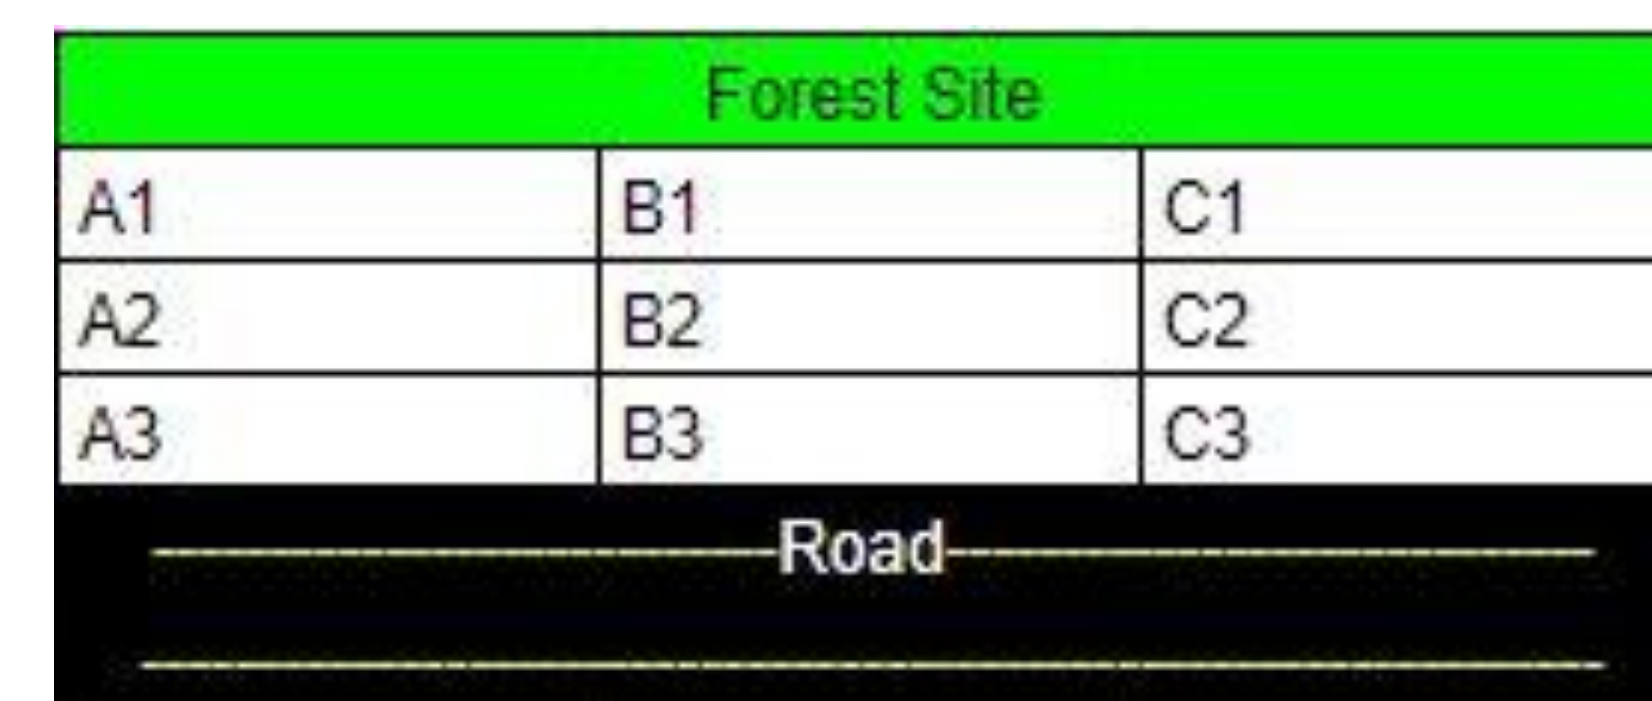 Forest Site
A1 B1 C1
A2 B2 C2
A3 B3 C3
Road